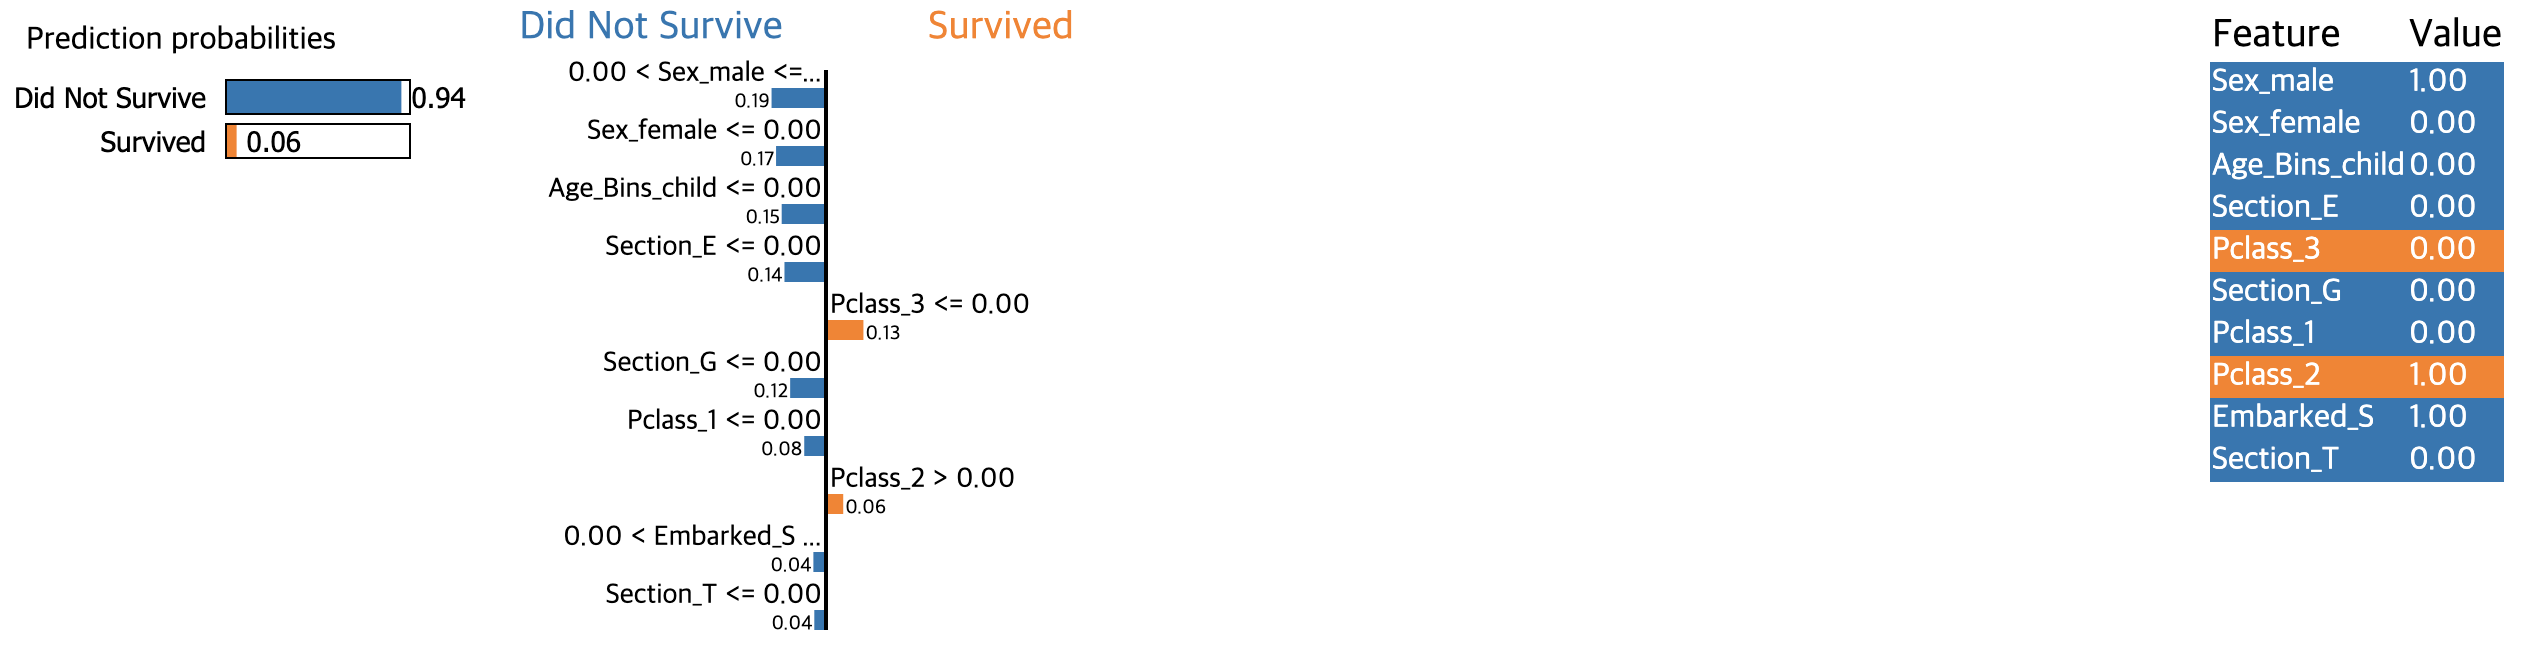 Prediction probabilities
Did Not Survive 0.94
Survived 0.06
Did Not Survive Survived
0.00 < Sex_male <=...
0.19
Sex_female <= 0.00
0.17
Age_Bins_child <= 0.00
0.15
Section_E <= 0.00
0.14
Pclass_3 <= 0.00
0.13
Section_G <= 0.00
0.12
Pclass_1 <= 0.00
0.08
Pclass_2 > 0.00
0.06
0.00 < Embarked_S ...
0.04
Section_T <= 0.00
0.04
Feature Value
Sex_male 1.00
Sex_female 0.00
Age_Bins_child 0.00
Section_E 0.00
Pclass_3 0.00
Section_G 0.00
Pclass_1 0.00
Pclass_2 1.00
Embarked_S 1.00
Section_T 0.00